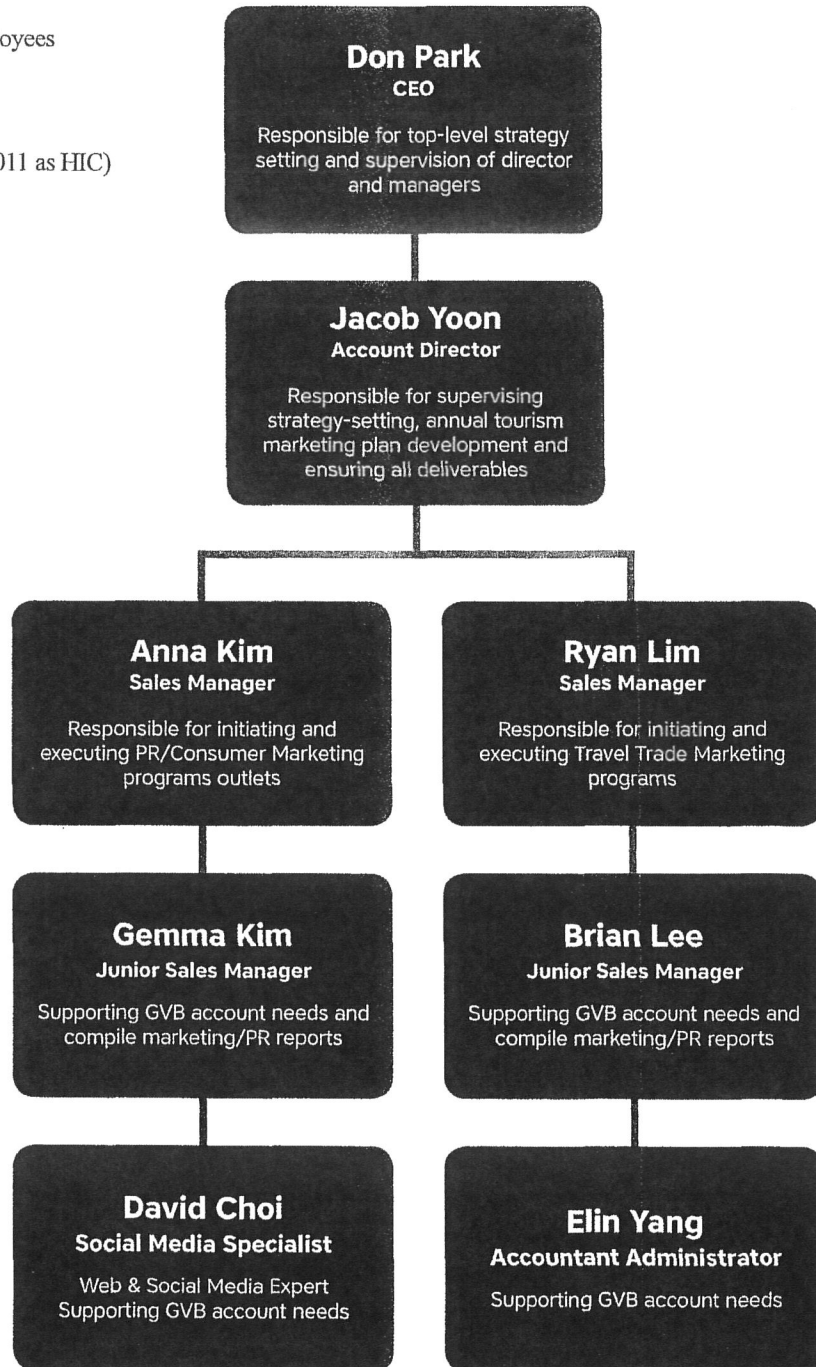 oyees
011 as HIC)
Don Park
CEO
Responsible for top-level strategy
setting and supervision of director
and managers
Jacob Yoon
Account Director
Responsible for supervising
strategy-setting, annual tourism
marketing plan development and
ensuring all deliverables
Anna Kim
Sales Manager
Responsible for initiating and
executing PR/Consumer Marketing
programs outlets
Ryan Lim
Sales Manager
Responsible for initiating and
executing Travel Trade Marketing
programs
Gemma Kim
Junior Sales Manager
Supporting GVB account needs and
compile marketing/PR reports
Brian Lee
Junior Sales Manager
Supporting GVB account needs and
compile marketing/PR reports
David Choi
Social Media Specialist
Web & Social Media Expert
Supporting GVB account needs
Elin Yang
Accountant Administrator
Supporting GVB account needs